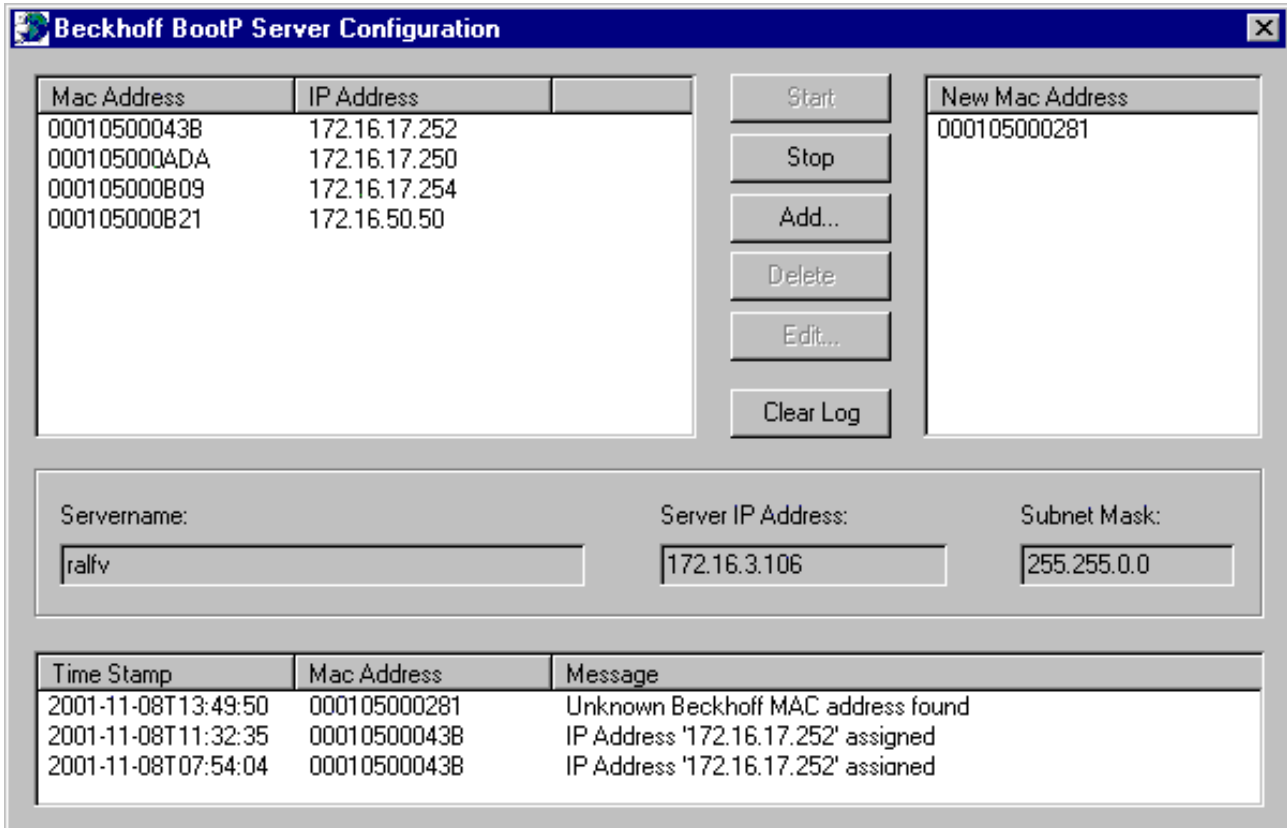 Beckhoff BootP Server Configuration
Mac Address IP Address
00010500043B 172.16.17.252
000105000ADA 172.16.17.250
000105000B09 172.16.17.254
000105000B21 172.16.50.50
Start
Stop
Add...
Delete
Edit...
Clear Log
New Mac Address
000105000281
Servername: Server IP Address: Subnet Mask:
ralfv 172.16.3.106 255.255.0.0
Time Stamp Mac Address Message
2001-11-08T13:49:50 000105000281 Unknown Beckhoff MAC address found
2001-11-08T11:32:35 00010500043B IP Address '172.16.17.252' assigned
2001-11-08T07:54:04 00010500043B IP Address '172.16.17.252' assigned